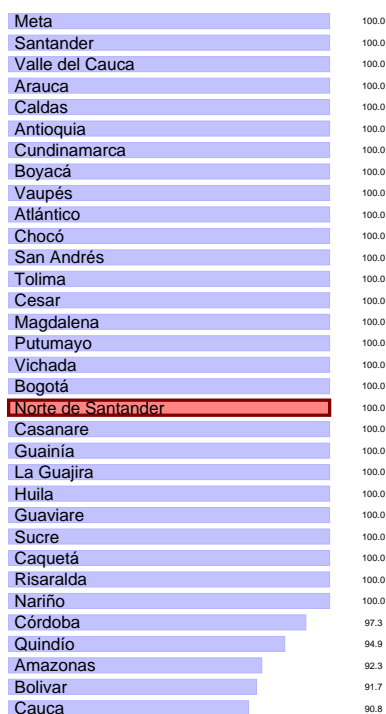 Meta 100.0
Santander 100.0
Valle del Cauca 100.0
Arauca 100.0
Caldas 100.0
Antioquia 100.0
Cundinamarca 100.0
Boyacá 100.0
Vaupés 100.0
Atlántico 100.0
Chocó 100.0
San Andrés 100.0
Tolima 100.0
Cesar 100.0
Magdalena 100.0
Putumayo 100.0
Vichada 100.0
Bogotá 100.0
Norte de Santander 100.0
Casanare 100.0
Guainía 100.0
La Guajira 100.0
Huila 100.0
Guaviare 100.0
Sucre 100.0
Caquetá 100.0
Risaralda 100.0
Nariño 100.0
Córdoba 97.3
Quindío 94.9
Amazonas 92.3
Bolivar 91.7
Cauca 90.8